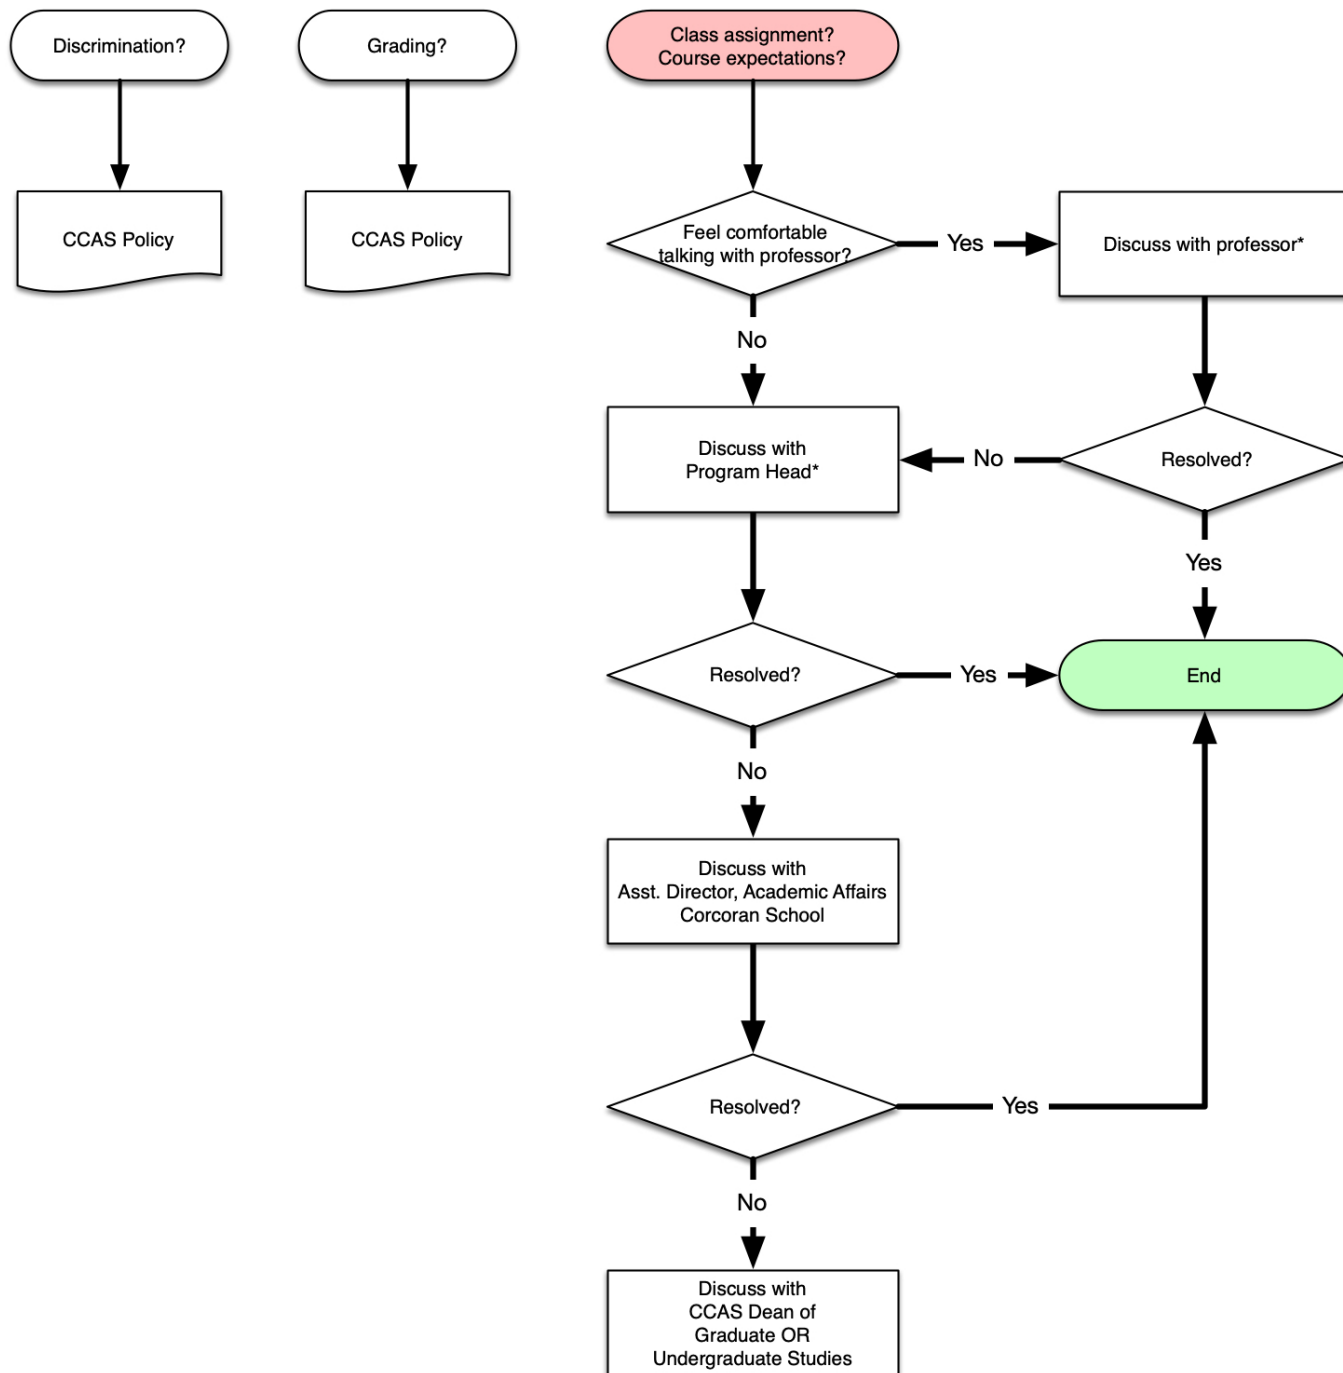 Discrimination?
Grading?
Class assignment?
Course expectations?
CCAS Policy
CCAS Policy
Feel comfortable
talking with professor?
Yes
Discuss with professor*
No
Discuss with
Program Head*
No
Resolved?
Yes
Resolved?
Yes
End
No
Discuss with
Asst. Director, Academic Affairs
Corcoran School
Resolved?
Yes
No
Discuss with
CCAS Dean of
Graduate OR
Undergraduate Studies